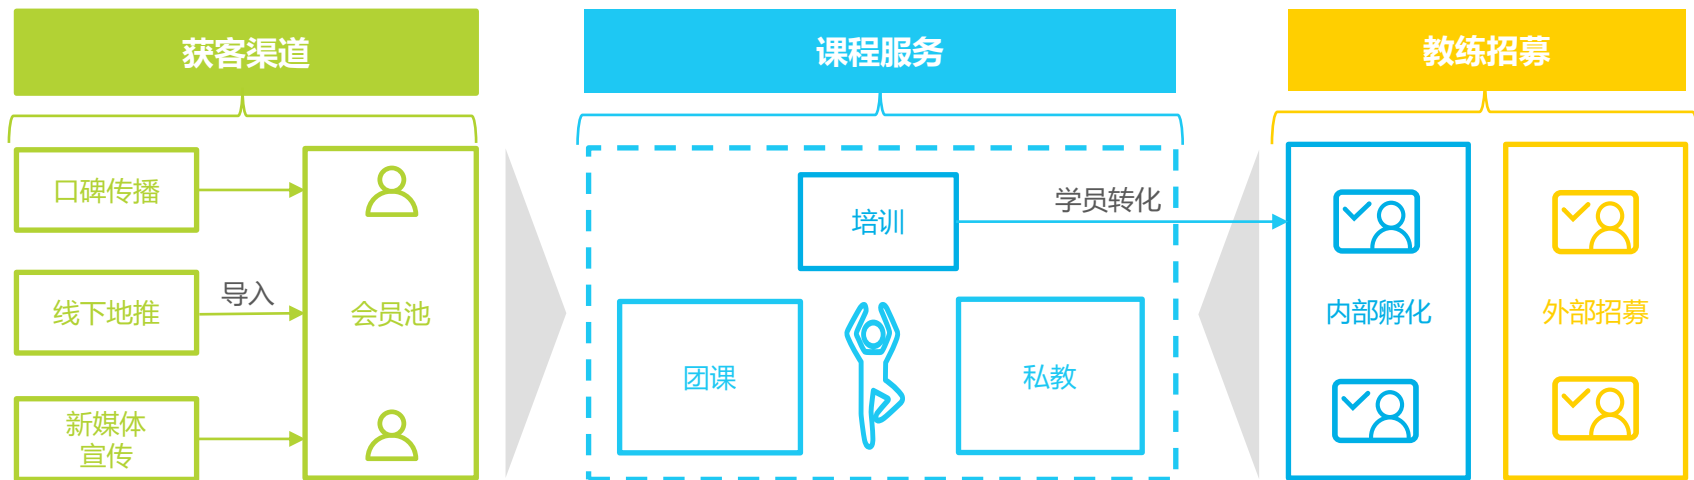 获客渠道
课程服务
教练招募
口碑传播
线下地推
新媒体
宣传
导入
会员池
培训
团课
私教
学员转化
内部孵化
外部招募